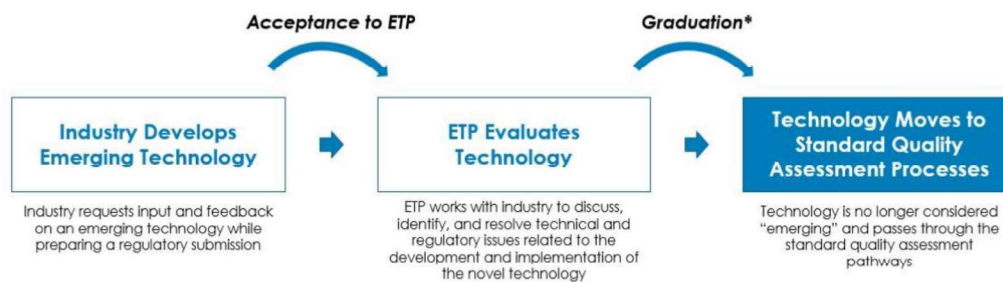 Acceptance to ETP
Graduation*
Industry Develops
Emerging Technology
ETP Evaluates
Technology
Technology Moves to
Standard Quality
Assessment Processes
Industry requests input and feedback
on an emerging technology while
preparing a regulatory submission
ETP works with industry to discuss,
identify, and resolve technical and
regulatory issues related to the
development and implementation of
the novel technology
Technology is no longer considered
“emerging” and passes through the
standard quality assessment
pathways